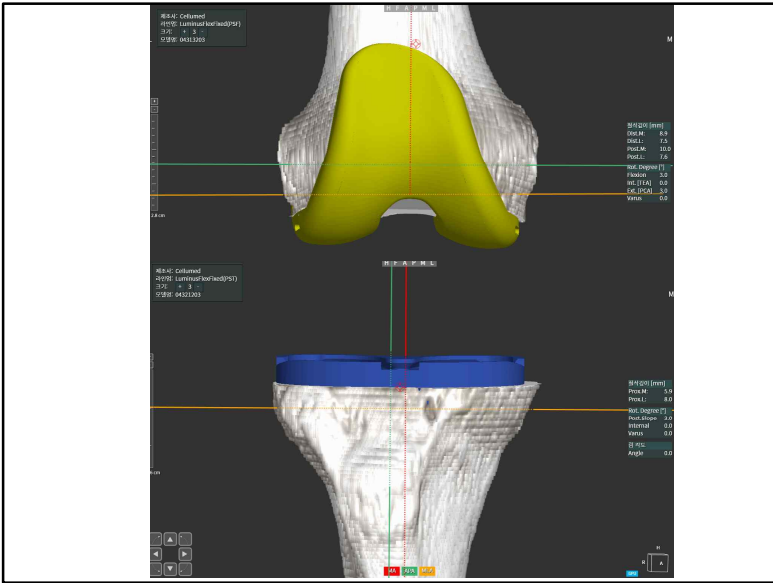 H F A P M L
제조사: Cellumed
라인명: LuminusFlexFixed(PSF)
크기: + 3 -
모델명: 04313203
M
절삭깊이 [mm]
Dist.M: 8.9
Dist.L: 7.5
Post.M: 10.0
Post.L: 7.6
Rot. Degree [°]
Flexion 3.0
Int. [TEA] 0.0
Ext. [PCA] 3.0
Varus 0.0
H F A P M L
제조사: Cellumed
라인명: LuminusFlexFixed(PST)
크기: + 3 -
모델명: 04321203
M
절삭깊이 [mm]
Prox.M: 5.9
Prox.L: 8.0
Rot. Degree [°]
Post.Slope 3.0
Internal 0.0
Varus 0.0
Angle 0.0
H
R A